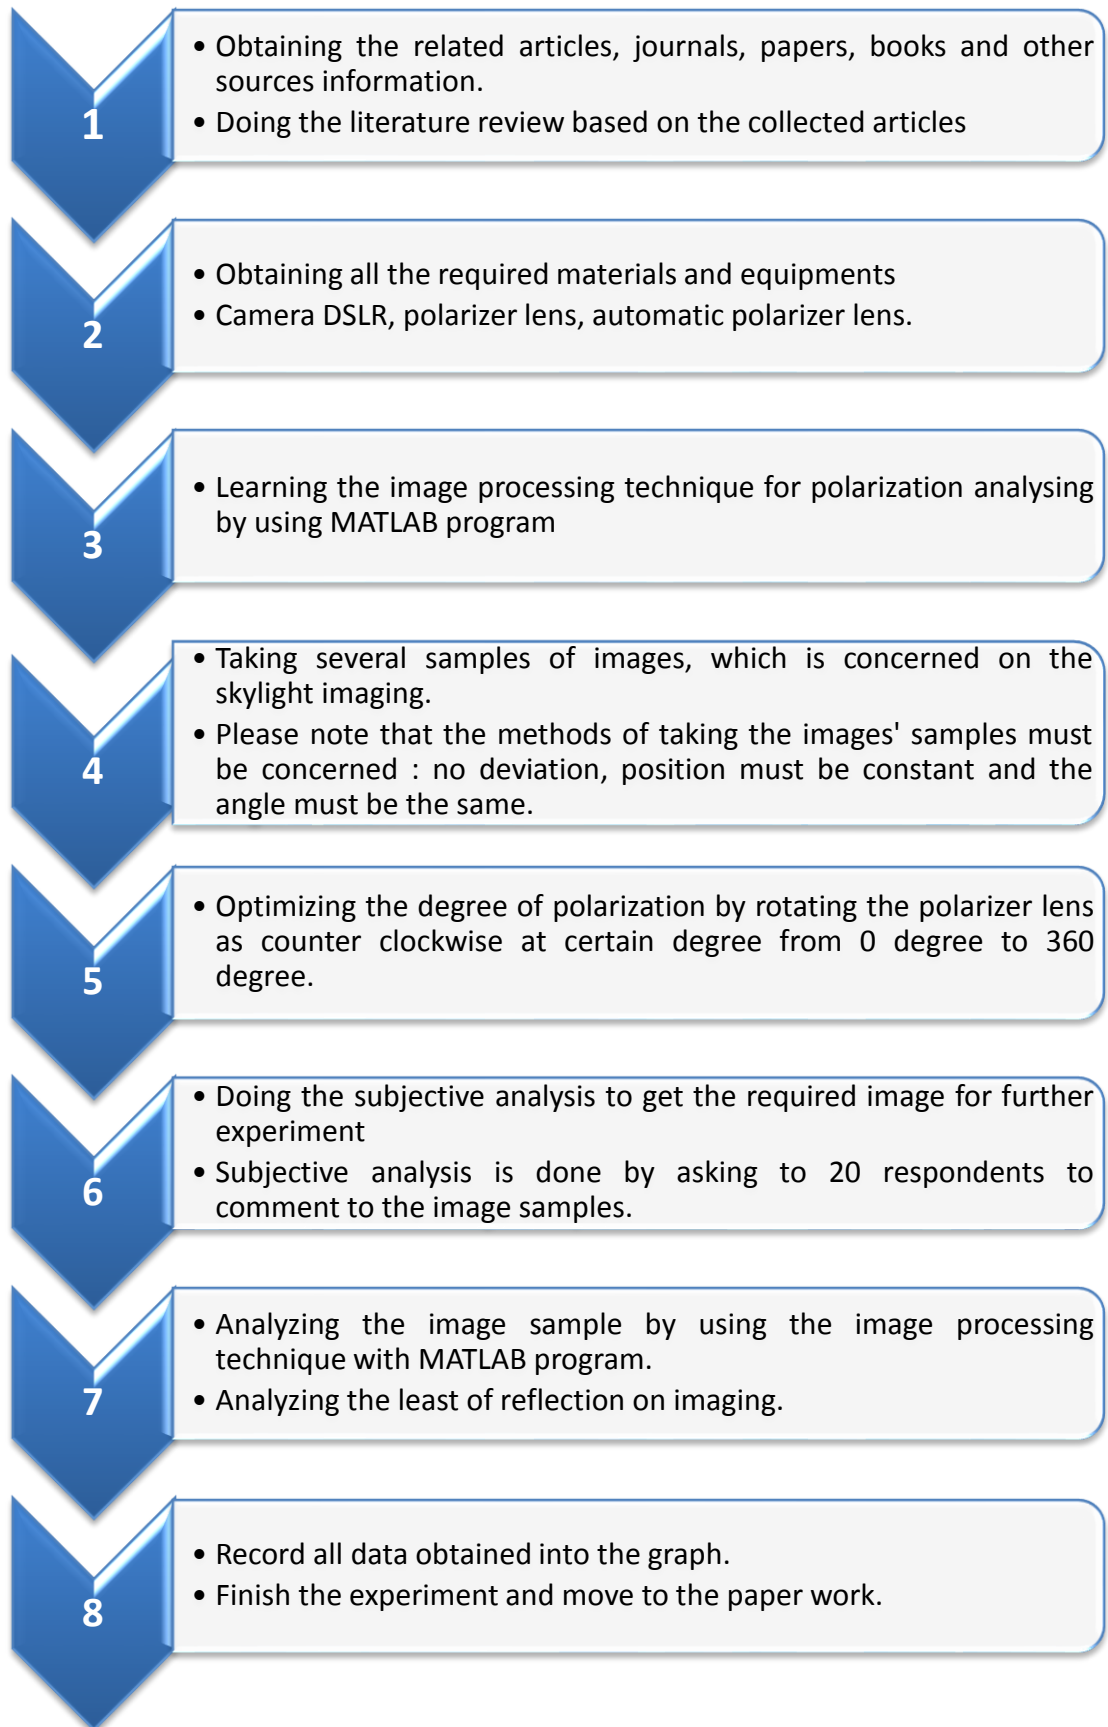 1
• Obtaining the related articles, journals, papers, books and other
sources information.
• Doing the literature review based on the collected articles
2
• Obtaining all the required materials and equipments
• Camera DSLR, polarizer lens, automatic polarizer lens.
3
• Learning the image processing technique for polarization analysing
by using MATLAB program
4
• Taking several samples of images, which is concerned on the
skylight imaging.
• Please note that the methods of taking the images' samples must
be concerned : no deviation, position must be constant and the
angle must be the same.
5
• Optimizing the degree of polarization by rotating the polarizer lens
as counter clockwise at certain degree from 0 degree to 360
degree.
6
• Doing the subjective analysis to get the required image for further
experiment
• Subjective analysis is done by asking to 20 respondents to
comment to the image samples.
7
• Analyzing the image sample by using the image processing
technique with MATLAB program.
• Analyzing the least of reflection on imaging.
8
• Record all data obtained into the graph.
• Finish the experiment and move to the paper work.